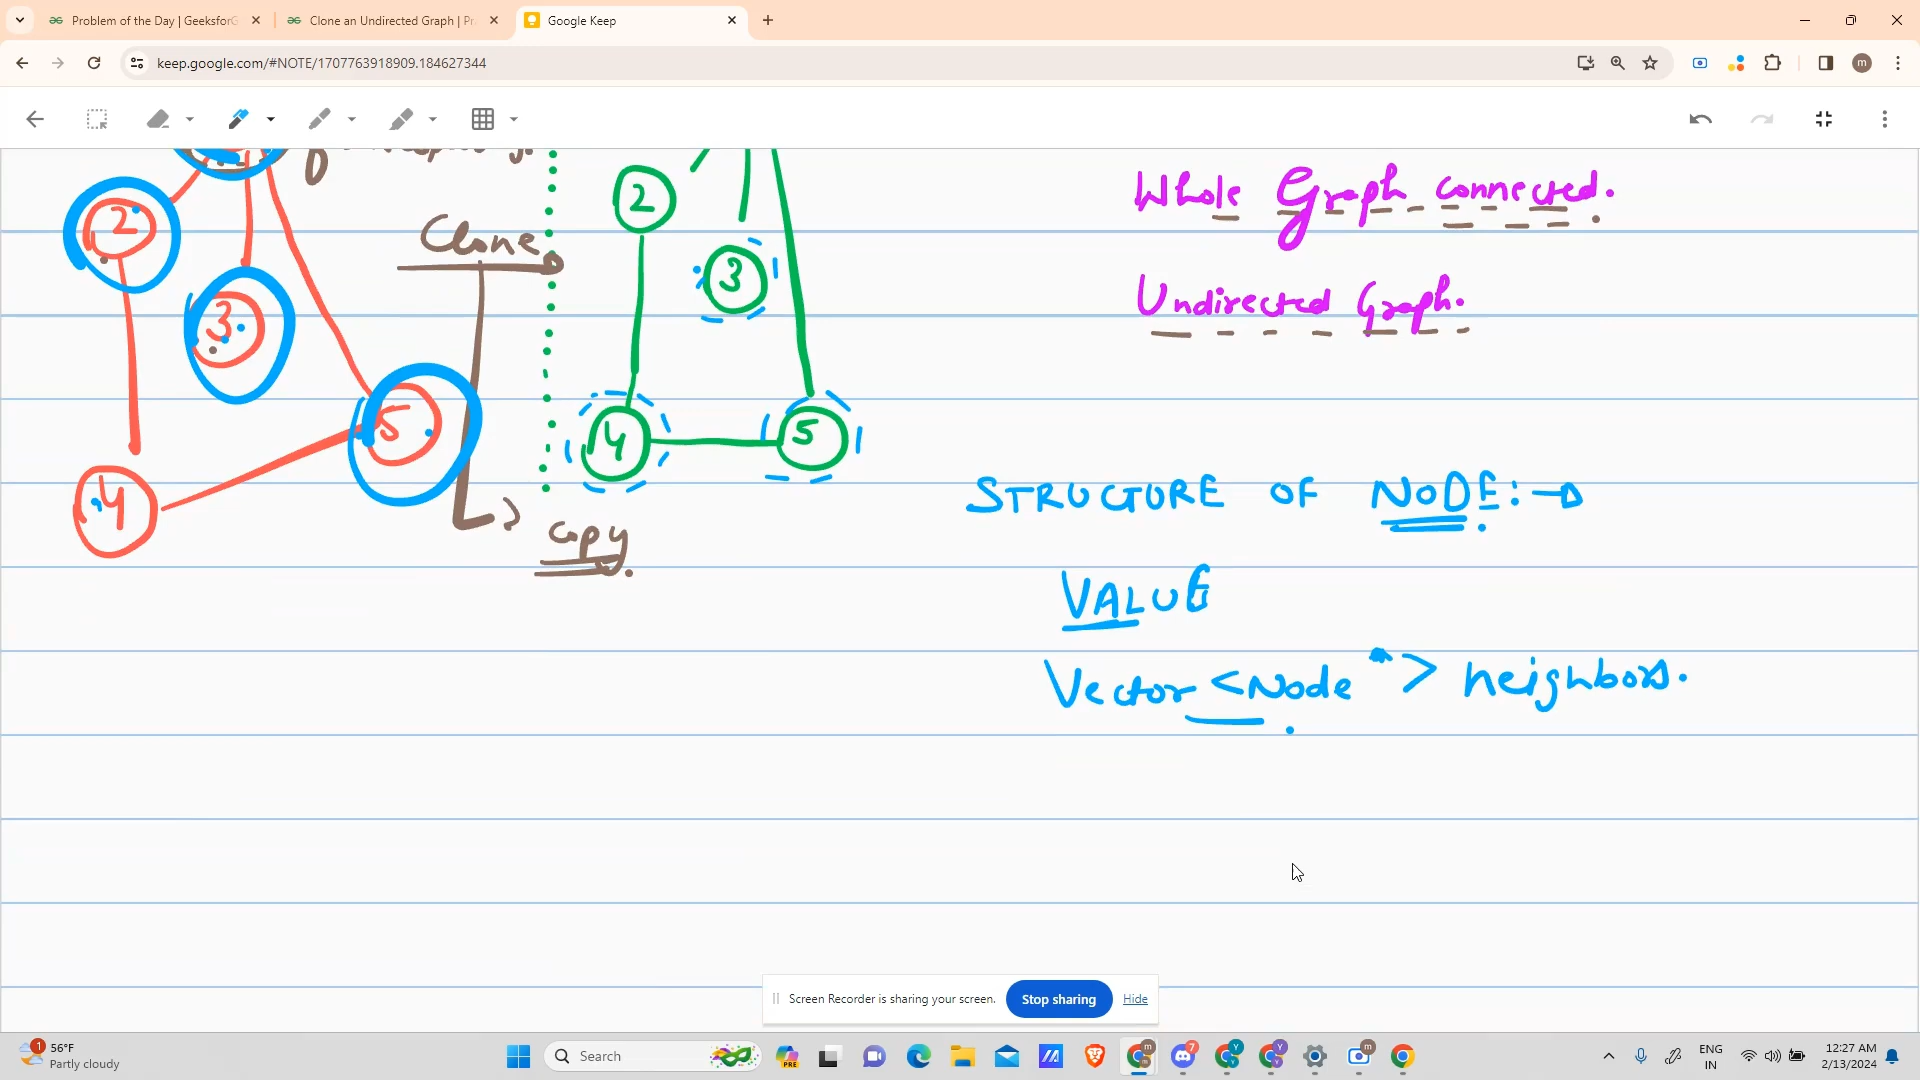 Problem of the Day | GeeksforG
Clone an Undirected Graph | Pr
Google Keep
keep.google.com/#NOTE/1707763918909.184627344
m
2
3
5
4
Clone
copy
2
3
4
5
Whole Graph connected.
Undirected Graph.
STRUCTURE OF NODE:→
VALUE
Vector <Node *> neighbors.
Screen Recorder is sharing your screen.
Stop sharing
Hide
1
56°F
Partly cloudy
Search
PRE
m
7
Y
Y
m
ENG
IN
12:27 AM
2/13/2024